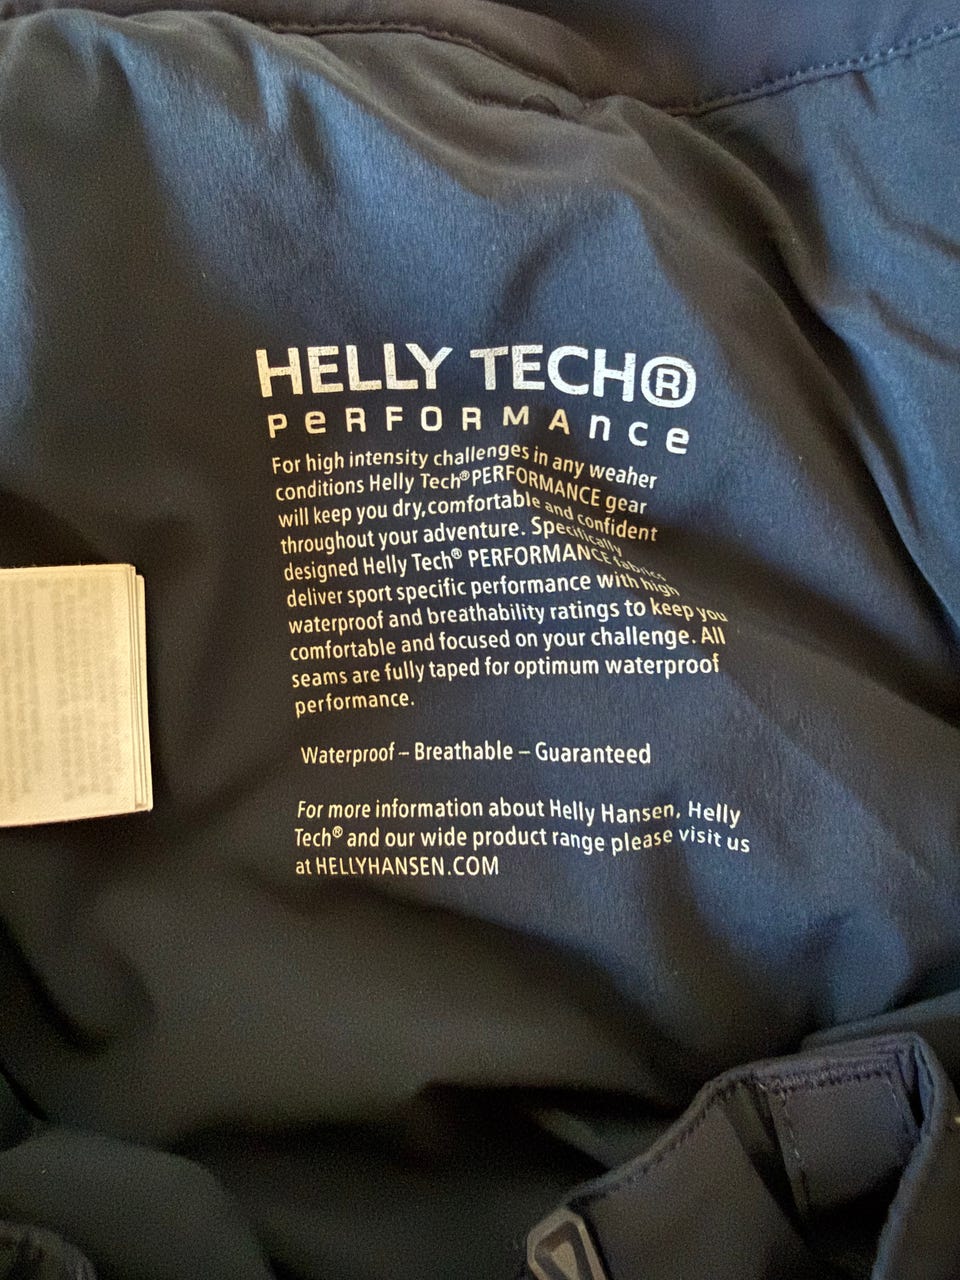 HELLY TECH®
PERFORMANCE
For high intensity challenges in any weaher
conditions Helly Tech® PERFORMANCE gear
will keep you dry, comfortable and confident
throughout your adventure. Specifically
designed Helly Tech® PERFORMANCE fabrics
deliver sport specific performance with high
waterproof and breathability ratings to keep you
comfortable and focused on your challenge. All
seams are fully taped for optimum waterproof
performance.
Waterproof – Breathable – Guaranteed
For more information about Helly Hansen, Helly
Tech® and our wide product range please visit us
at HELLYHANSEN.COM